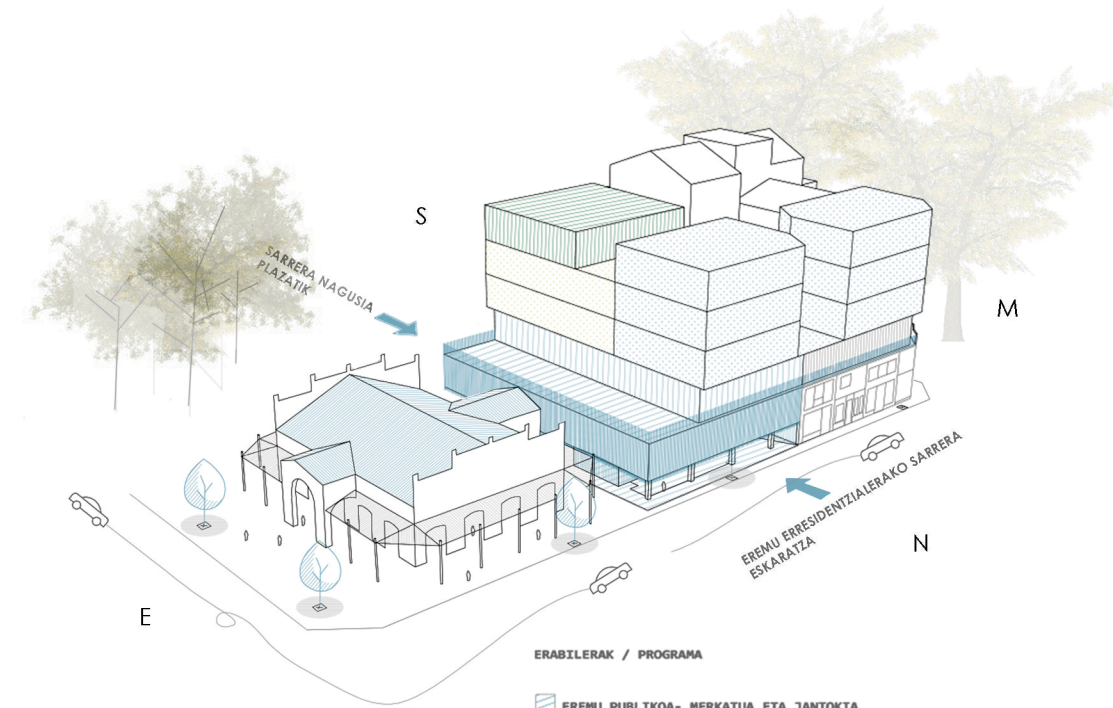 S
SARRERA NAGUSIA
PLAZATIK
M
EREMU ERRESIDENTZIALERAKO SARRERA
ESKARATZA
N
E
ERABILERAK / PROGRAMA
EREMU PUBLIKOA- MERKATUA ETA JANTOKIA